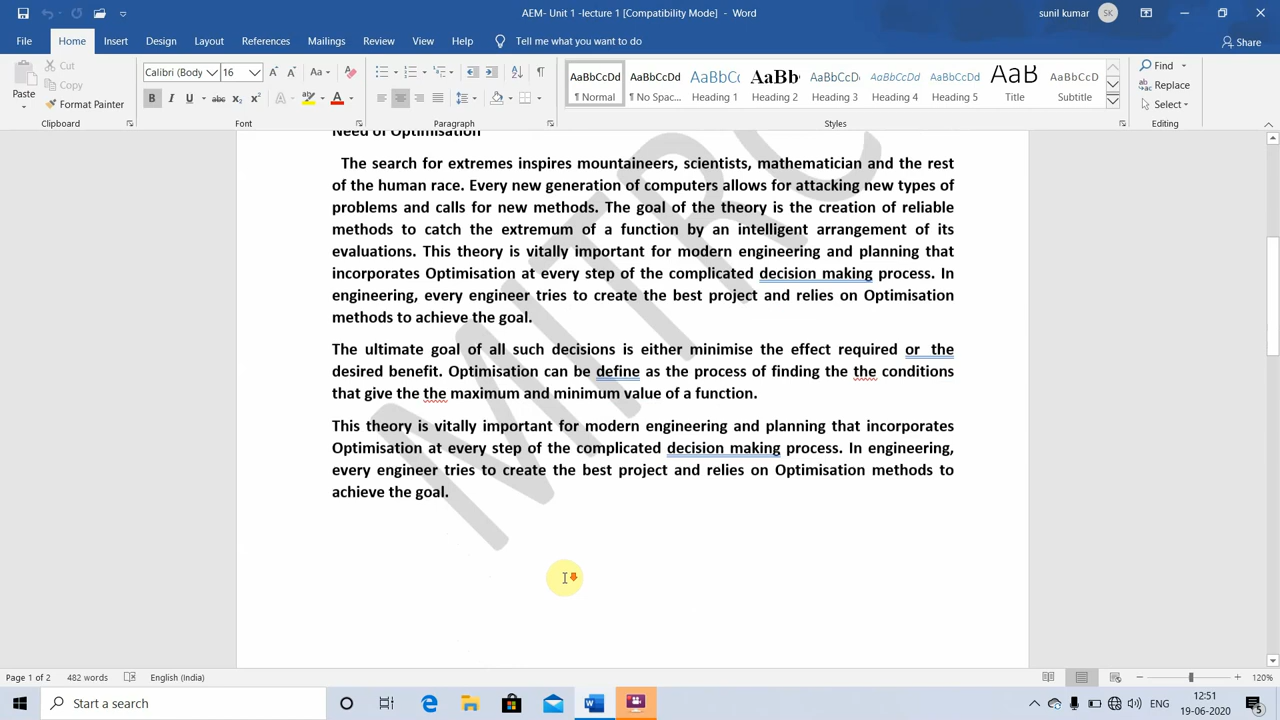 AEM- Unit 1 -lecture 1 [Compatibility Mode] - Word
sunil kumar SK
File Home Insert Design Layout References Mailings Review View Help Tell me what you want to do Share
Paste
Cut
Copy
Format Painter
Clipboard
Calibri (Body 16
Font
Paragraph
AaBbCcDd AaBbCcDd AaBbCc AaBb AaBbCcD AaBbCcD AaBbCcDd AaB AaBbCcD
¶ Normal ¶ No Spac... Heading 1 Heading 2 Heading 3 Heading 4 Heading 5 Title Subtitle
Styles
Find
Replace
Select
Editing
Need of Optimisation
The search for extremes inspires mountaineers, scientists, mathematician and the rest
of the human race. Every new generation of computers allows for attacking new types of
problems and calls for new methods. The goal of the theory is the creation of reliable
methods to catch the extremum of a function by an intelligent arrangement of its
evaluations. This theory is vitally important for modern engineering and planning that
incorporates Optimisation at every step of the complicated decision making process. In
engineering, every engineer tries to create the best project and relies on Optimisation
methods to achieve the goal.
The ultimate goal of all such decisions is either minimise the effect required or the
desired benefit. Optimisation can be define as the process of finding the the conditions
that give the the maximum and minimum value of a function.
This theory is vitally important for modern engineering and planning that incorporates
Optimisation at every step of the complicated decision making process. In engineering,
every engineer tries to create the best project and relies on Optimisation methods to
achieve the goal.
MITRC
Page 1 of 2 482 words English (India) 120%
Start a search
ENG
12:51
19-06-2020
5